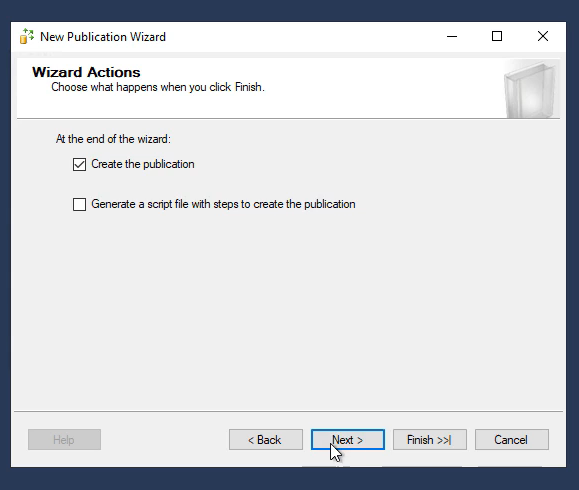 New Publication Wizard
Wizard Actions
Choose what happens when you click Finish.
At the end of the wizard:
Create the publication
Generate a script file with steps to create the publication
Help
< Back
Next >
Finish >>|
Cancel